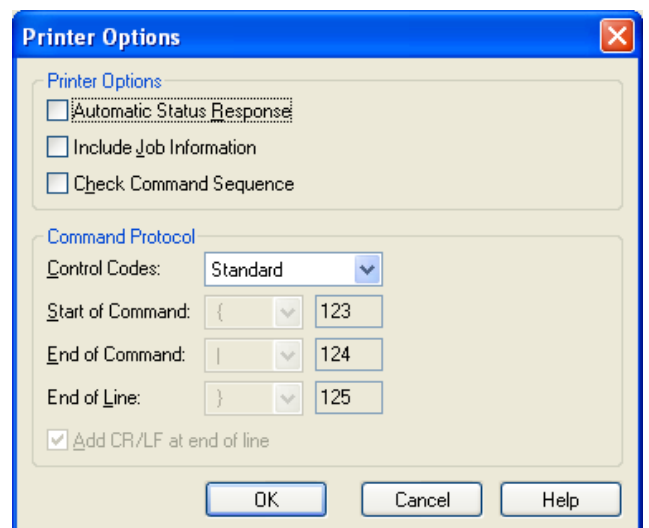 Printer Options
Printer Options
Automatic Status Response
Include Job Information
Check Command Sequence
Command Protocol
Control Codes: Standard
Start of Command: { 123
End of Command: | 124
End of Line: } 125
Add CR/LF at end of line
OK Cancel Help